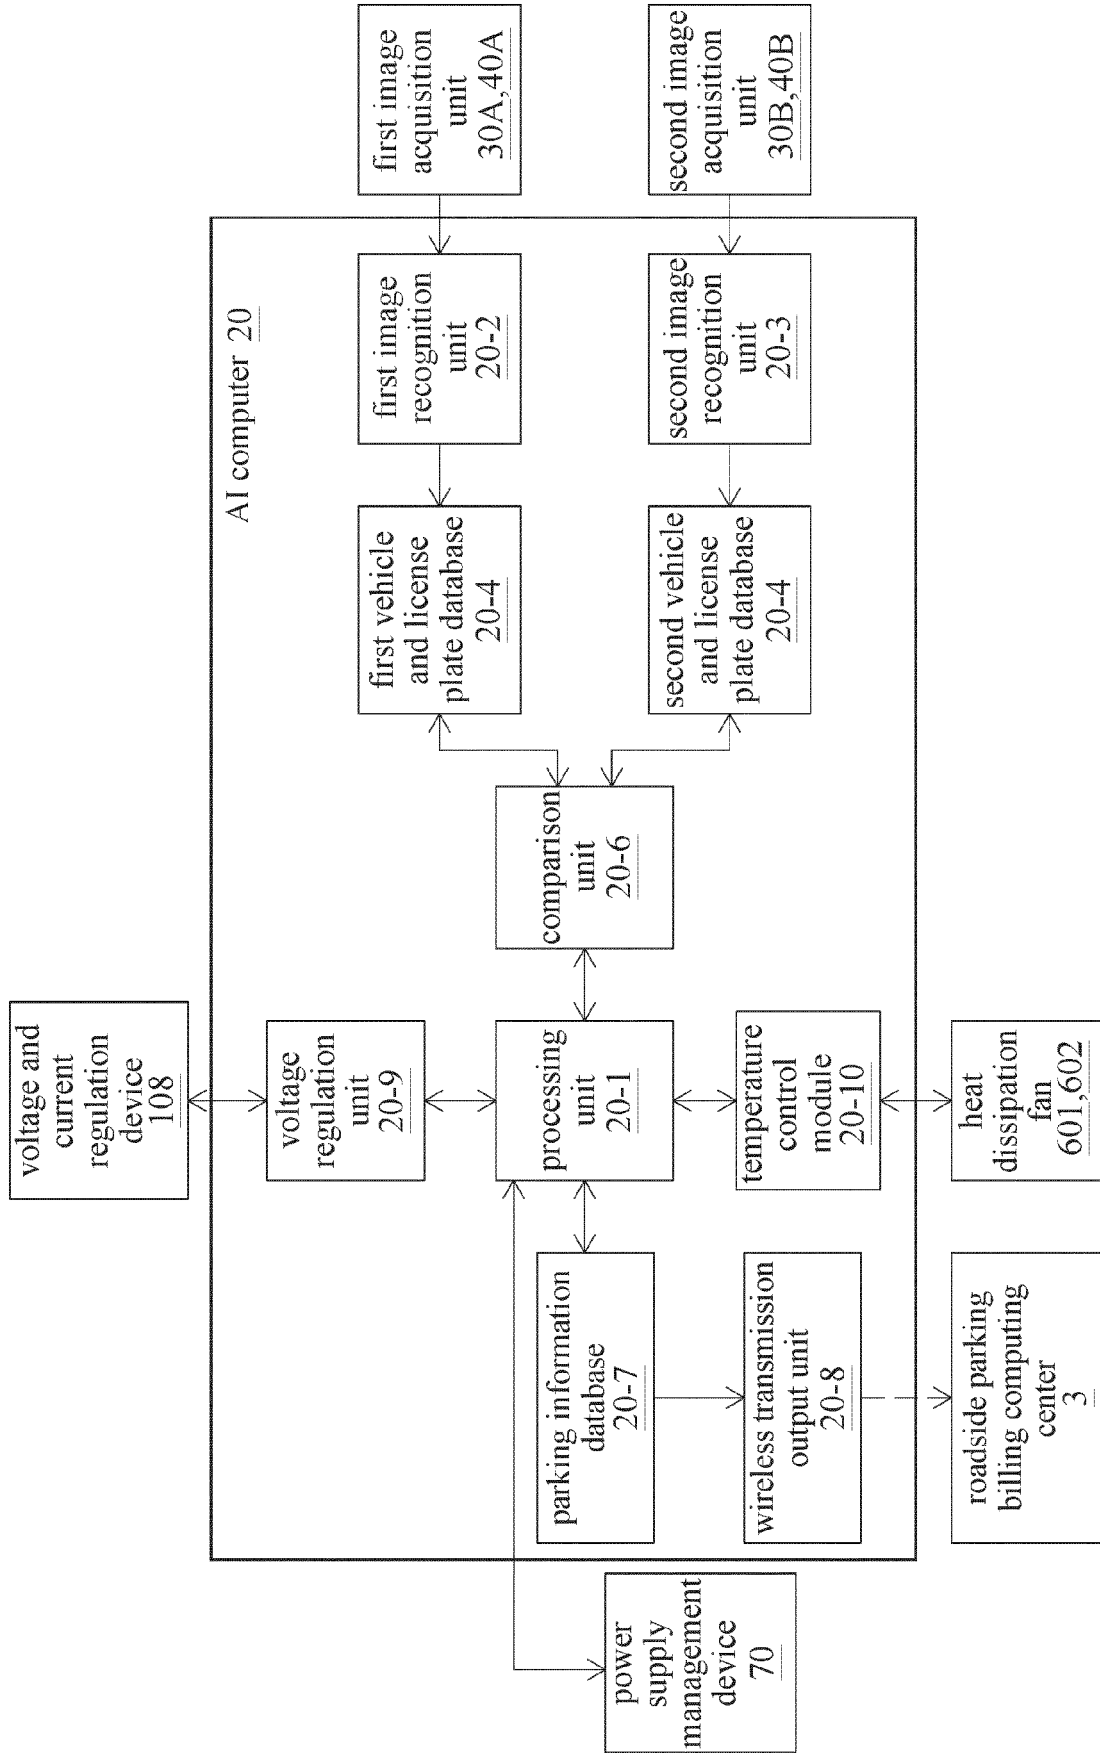 AI computer 20
first image
acquisition
unit
30A,40A
second image
acquisition
unit
30B,40B
first image
recognition
unit
20-2
second image
recognition
unit
20-3
first vehicle
and license
plate database
20-4
second vehicle
and license
plate database
20-4
comparison
unit
20-6
voltage and
current
regulation
device
108
voltage
regulation
unit
20-9
processing
unit
20-1
temperature
control
module
20-10
heat
dissipation
fan
601,602
parking information
database
20-7
wireless transmission
output unit
20-8
roadside parking
billing computing
center
3
power
supply
management
device
70